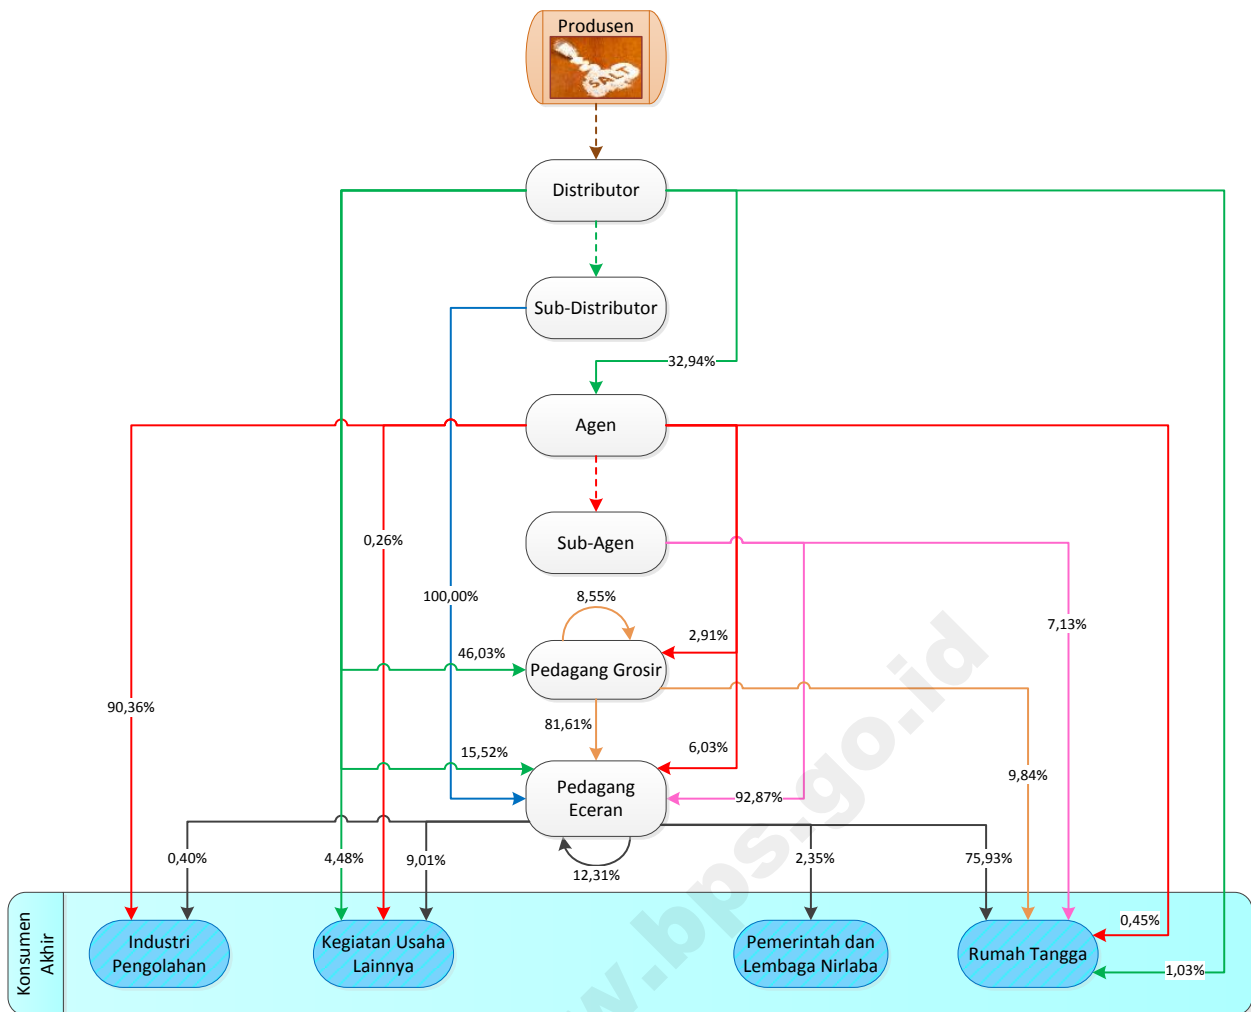 Produsen
SALT
Distributor
Sub-Distributor
32,94%
Agen
0,26%
Sub-Agen
100,00%
8,55%
7,13%
2,91%
46,03%
Pedagang Grosir
90,36%
81,61%
15,52%
6,03%
9,84%
Pedagang
Eceran
92,87%
0,40%
4,48%
9,01%
12,31%
2,35%
75,93%
Konsumen
Akhir
Industri
Pengolahan
Kegiatan Usaha
Lainnya
Pemerintah dan
Lembaga Nirlaba
Rumah Tangga
0,45%
1,03%
w.bps.go.id